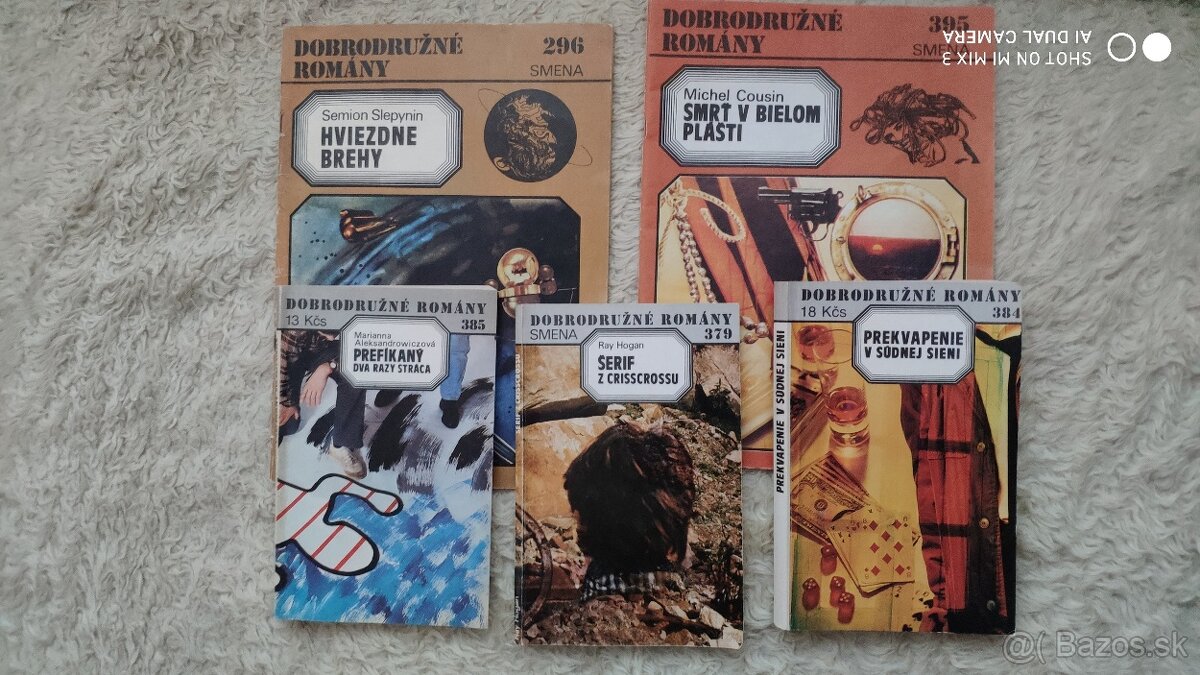 DOBRODRUŽNÉ
ROMÁNY
296
SMENA
Semion Slepynin
HVIEZDNE
BREHY
DOBRODRUŽNÉ
ROMÁNY
395
SMENA
Michel Cousin
SMRŤ V BIELOM
PLÁŠTI
SHOT ON MI MIX 3
AI DUAL CAMERA
DOBRODRUŽNÉ ROMÁNY
13 Kčs
385
Marianna
Aleksandrowiczová
PREFÍKANÝ
DVA RAZY STRÁCA
DOBRODRUŽNÉ ROMÁNY
SMENA
379
Ray Hogan
ŠERIF
Z CRISSCROSSU
DOBRODRUŽNÉ ROMÁNY
18 Kčs
384
PREKVAPENIE
V SÚDNEJ SIENI
PREKVAPENIE V SÚDNEJ SIENI
@( Bazos.sk